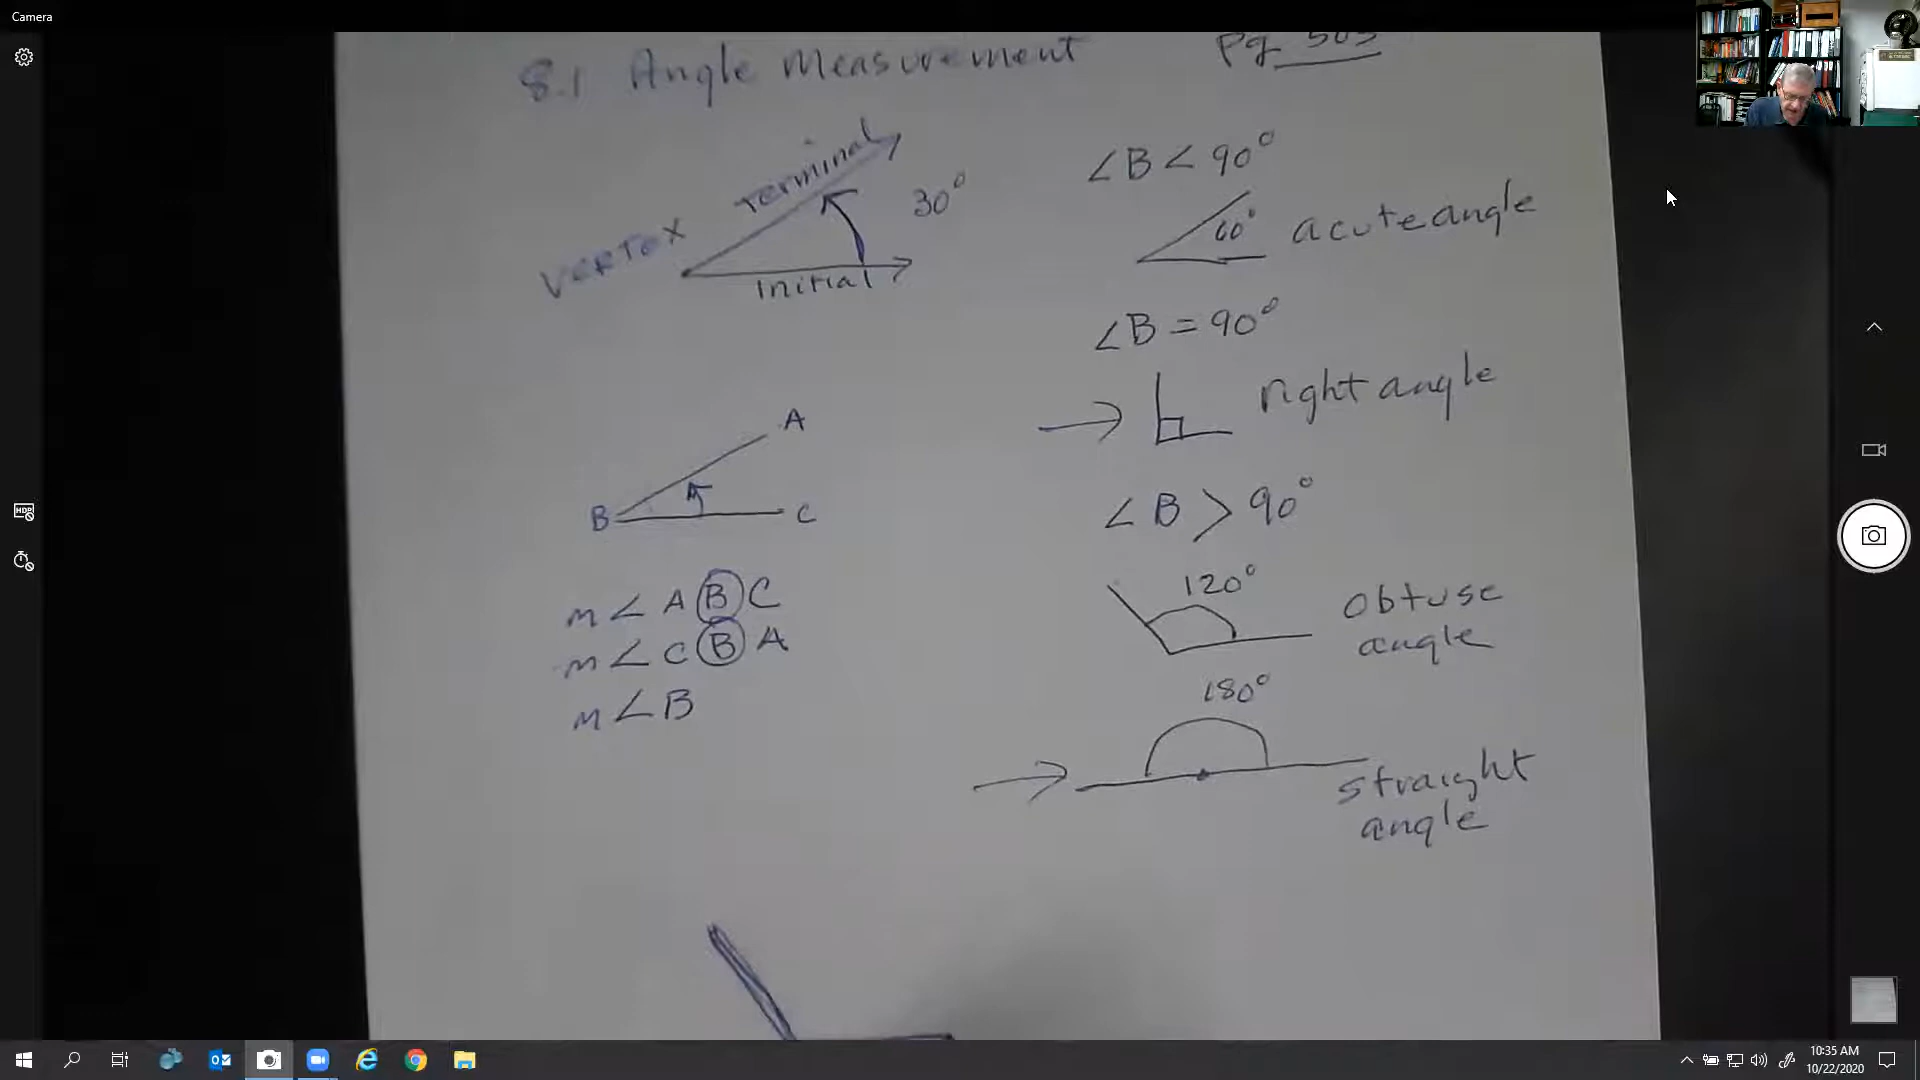 Camera
8.1 Angle Measurement pg 503
Terminal
30°
VERTEX
Initial
A
B
C
m∠ABC
m∠CBA
m∠B
∠B < 90°
60° acute angle
∠B = 90°
right angle
∠B > 90°
120°
obtuse
angle
180°
straight
angle
10:35 AM
10/22/2020